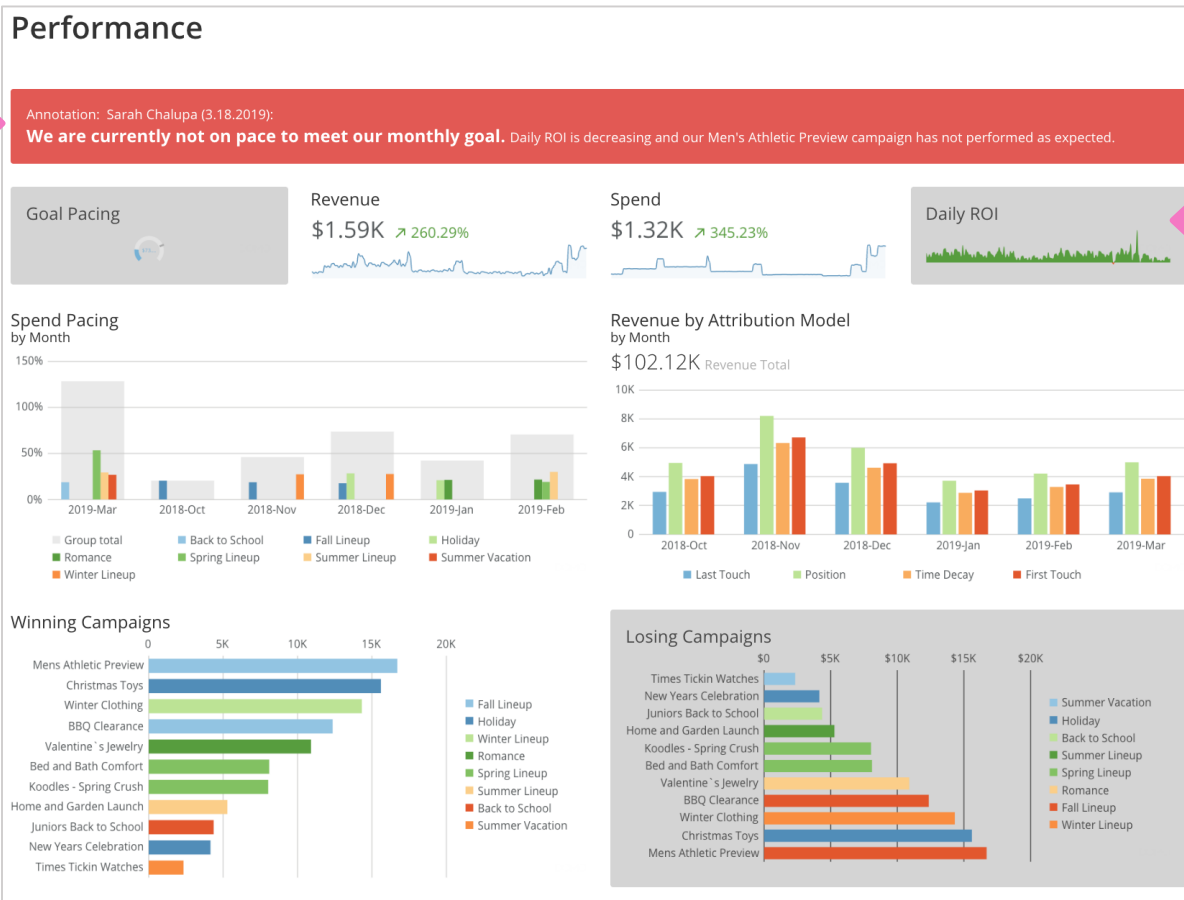 Performance
Annotation: Sarah Chalupa (3.18.2019):
We are currently not on pace to meet our monthly goal. Daily ROI is decreasing and our Men's Athletic Preview campaign has not performed as expected.
Goal Pacing
Revenue
$1.59K ↗ 260.29%
Spend
$1.32K ↗ 345.23%
Daily ROI
Spend Pacing
by Month
150%
100%
50%
0%
2019-Mar 2018-Oct 2018-Nov 2018-Dec 2019-Jan 2019-Feb
Group total Back to School Fall Lineup Holiday
Romance Spring Lineup Summer Lineup Summer Vacation
Winter Lineup
Revenue by Attribution Model
by Month
$102.12K Revenue Total
10K
8K
6K
4K
2K
0
2018-Oct 2018-Nov 2018-Dec 2019-Jan 2019-Feb 2019-Mar
Last Touch Position Time Decay First Touch
Winning Campaigns
0 5K 10K 15K 20K
Mens Athletic Preview
Christmas Toys
Winter Clothing
BBQ Clearance
Valentine`s Jewelry
Bed and Bath Comfort
Koodles - Spring Crush
Home and Garden Launch
Juniors Back to School
New Years Celebration
Times Tickin Watches
Fall Lineup
Holiday
Winter Lineup
Romance
Spring Lineup
Summer Lineup
Back to School
Summer Vacation
Losing Campaigns
$0 $5K $10K $15K $20K
Times Tickin Watches
New Years Celebration
Juniors Back to School
Home and Garden Launch
Koodles - Spring Crush
Bed and Bath Comfort
Valentine`s Jewelry
BBQ Clearance
Winter Clothing
Christmas Toys
Mens Athletic Preview
Summer Vacation
Holiday
Back to School
Summer Lineup
Spring Lineup
Romance
Fall Lineup
Winter Lineup